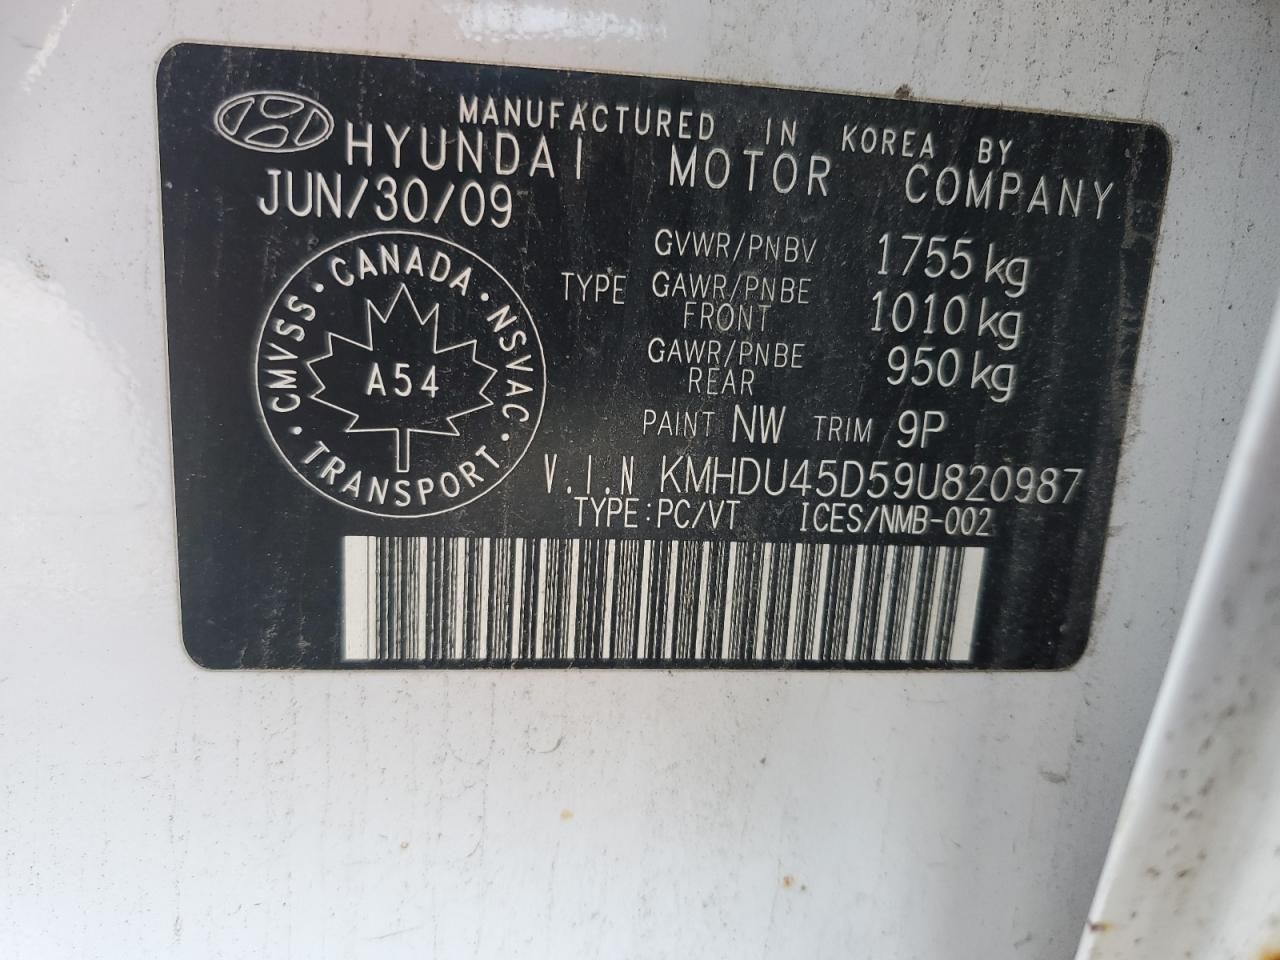 MANUFACTURED IN KOREA BY
HYUNDAI MOTOR COMPANY
JUN/30/09
CMVSS · CANADA · NSVAC · TRANSPORT ·
A54
GVWR/PNBV 1755 kg
TYPE GAWR/PNBE FRONT 1010 kg
GAWR/PNBE REAR 950 kg
PAINT NW TRIM 9P
V.I.N KMHDU45D59U820987
TYPE:PC/VT ICES/NMB-002